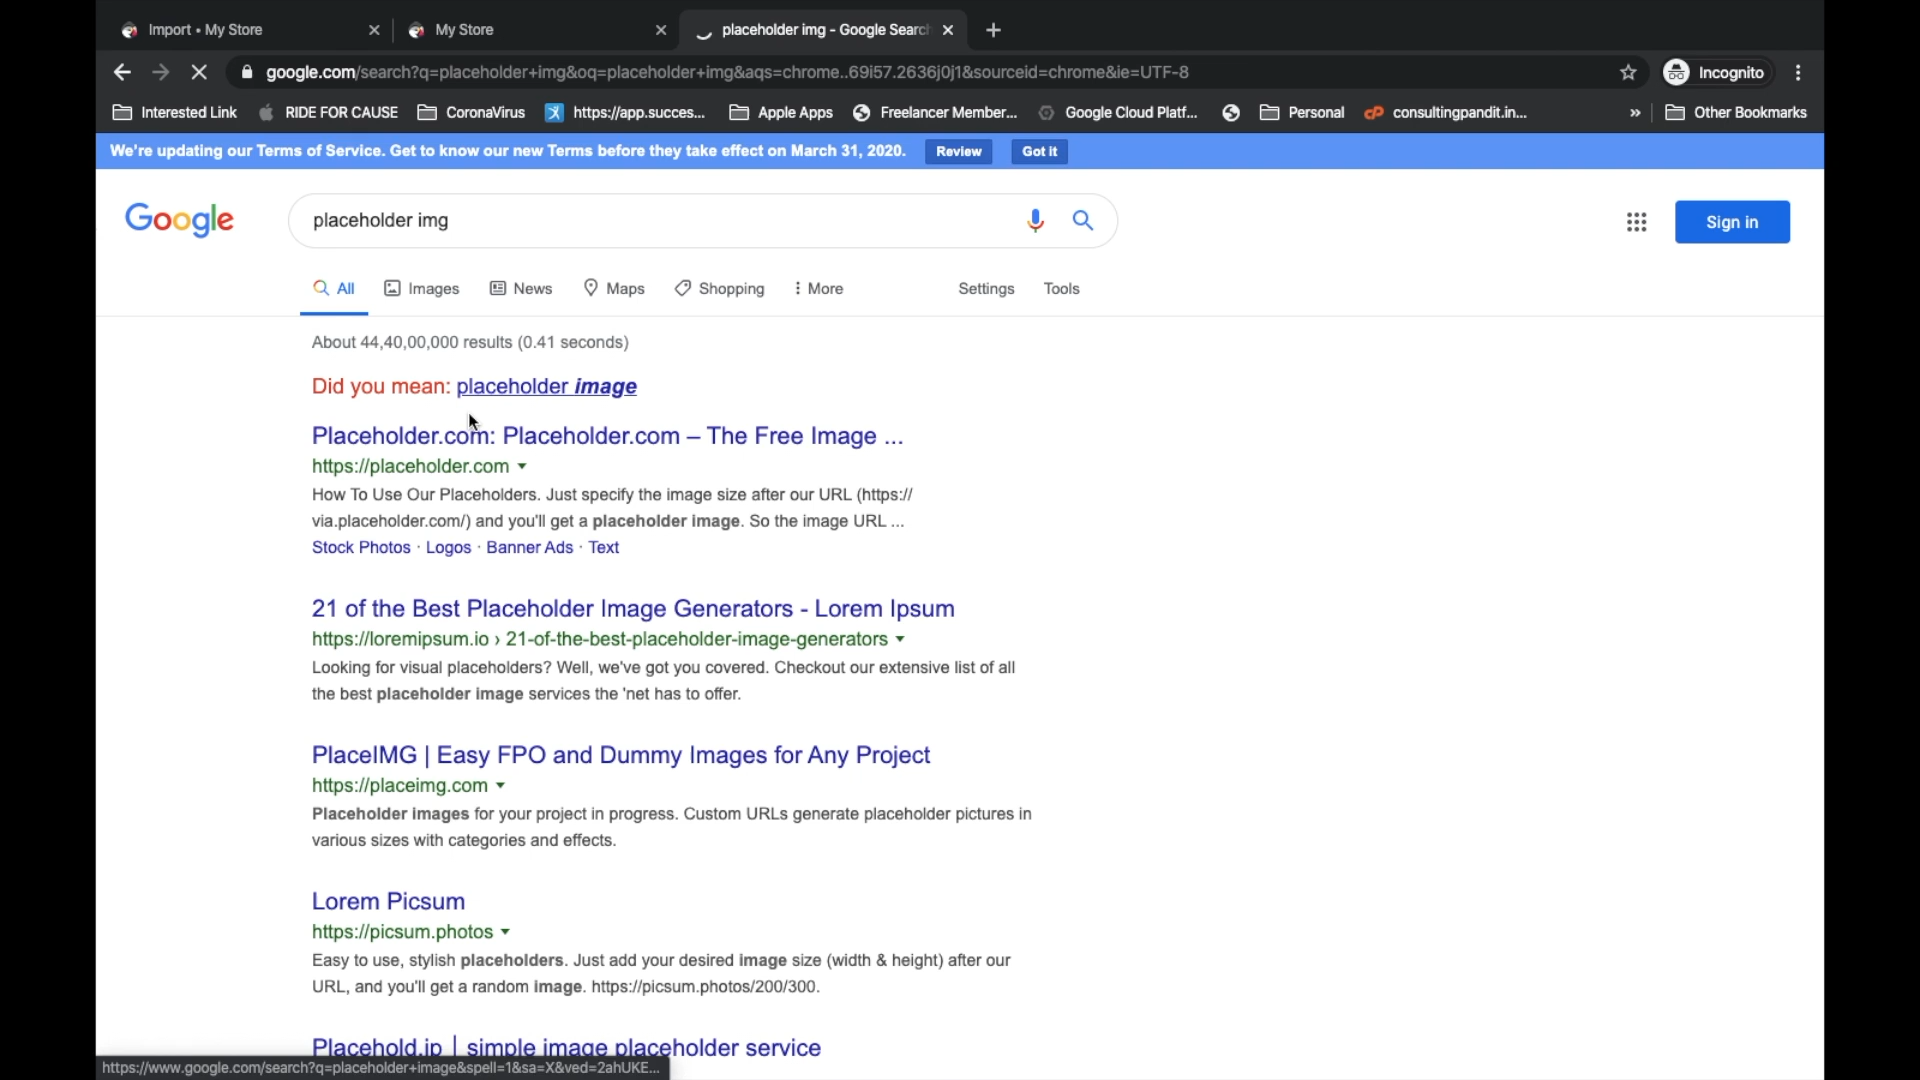 Import • My Store
My Store
placeholder img - Google Search
google.com/search?q=placeholder+img&oq=placeholder+img&aqs=chrome..69i57.2636j0j1&sourceid=chrome&ie=UTF-8
Incognito
Interested Link
RIDE FOR CAUSE
CoronaVirus
https://app.succes...
Apple Apps
Freelancer Member...
Google Cloud Platf...
Personal
consultingpandit.in...
»
Other Bookmarks
We're updating our Terms of Service. Get to know our new Terms before they take effect on March 31, 2020.
Review
Got it
Google
placeholder img
Sign in
All
Images
News
Maps
Shopping
More
Settings
Tools
About 44,40,00,000 results (0.41 seconds)
Did you mean: placeholder image
Placeholder.com: Placeholder.com – The Free Image ...
https://placeholder.com
How To Use Our Placeholders. Just specify the image size after our URL (https://
via.placeholder.com/) and you'll get a placeholder image. So the image URL ...
Stock Photos · Logos · Banner Ads · Text
21 of the Best Placeholder Image Generators - Lorem Ipsum
https://loremipsum.io › 21-of-the-best-placeholder-image-generators
Looking for visual placeholders? Well, we've got you covered. Checkout our extensive list of all
the best placeholder image services the 'net has to offer.
PlaceIMG | Easy FPO and Dummy Images for Any Project
https://placeimg.com
Placeholder images for your project in progress. Custom URLs generate placeholder pictures in
various sizes with categories and effects.
Lorem Picsum
https://picsum.photos
Easy to use, stylish placeholders. Just add your desired image size (width & height) after our
URL, and you'll get a random image. https://picsum.photos/200/300.
Placehold.jp | simple image placeholder service
https://www.google.com/search?q=placeholder+image&spell=1&sa=X&ved=2ahUKE...